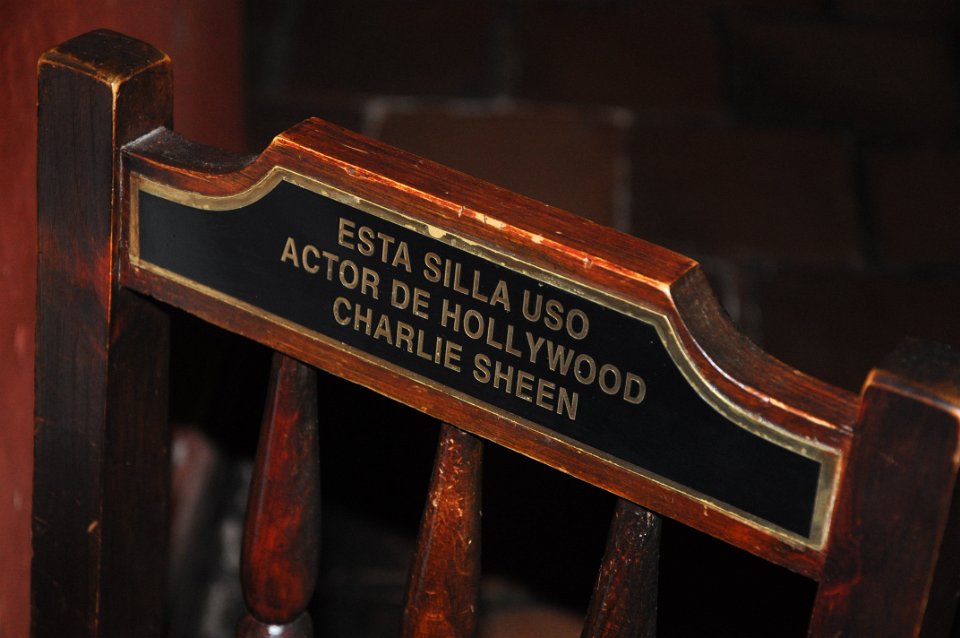 ESTA SILLA USO
ACTOR DE HOLLYWOOD
CHARLIE SHEEN